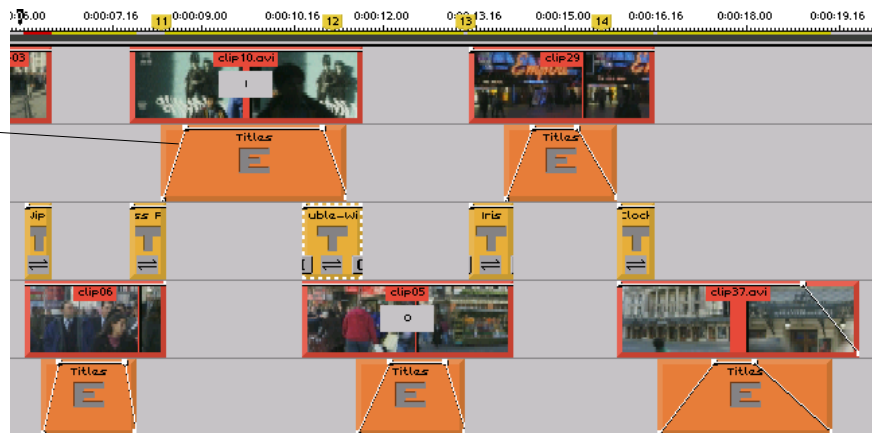 6.00 0:00:07.16 0:00:09.00 0:00:10.16 0:00:12.00 0:00:13.16 0:00:15.00 0:00:16.16 0:00:18.00 0:00:19.16
11 12 13 14
-03 clip10.avi clip29
I
Titles Titles
E E
Wip ss F uble-Wi Iris Clock
T T T T T
clip06 clip05 clip37.avi
O
Titles Titles Titles
E E E